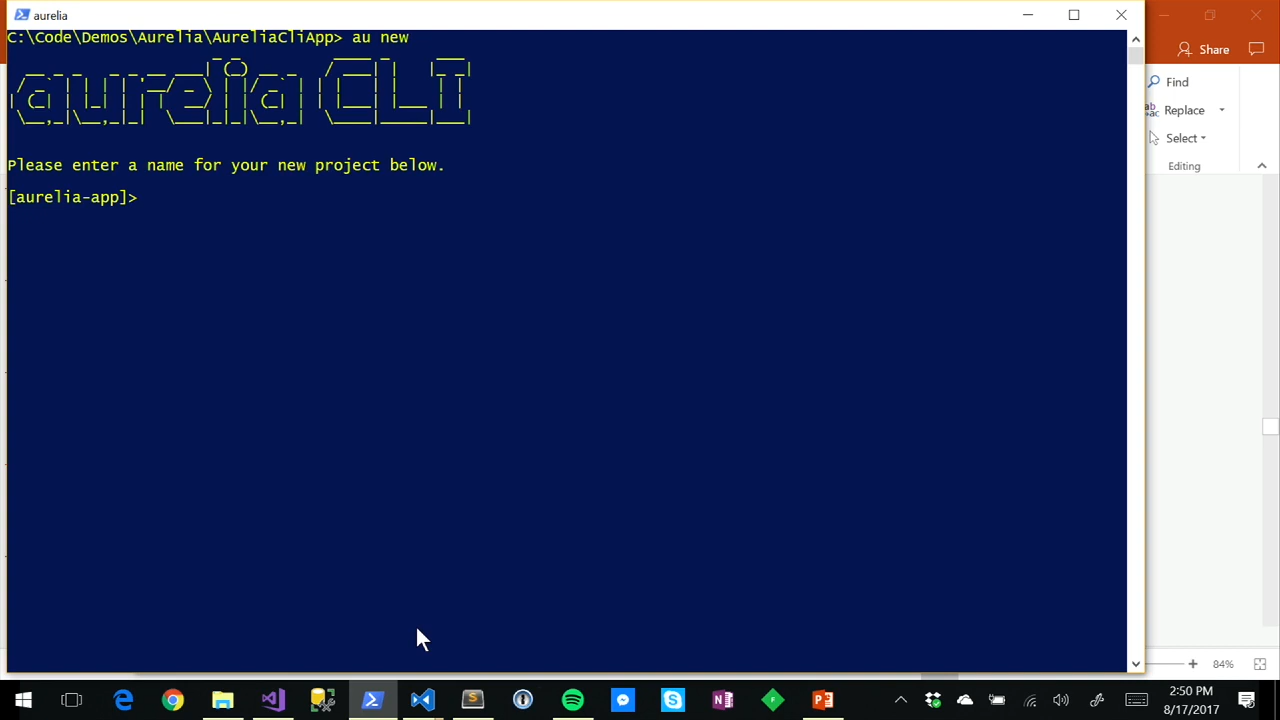 aurelia
C:\Code\Demos\Aurelia\AureliaCliApp> au new
aurelia CLI
Please enter a name for your new project below.
[aurelia-app]>
Share
Find
Replace
Select
Editing
84%
2:50 PM
8/17/2017